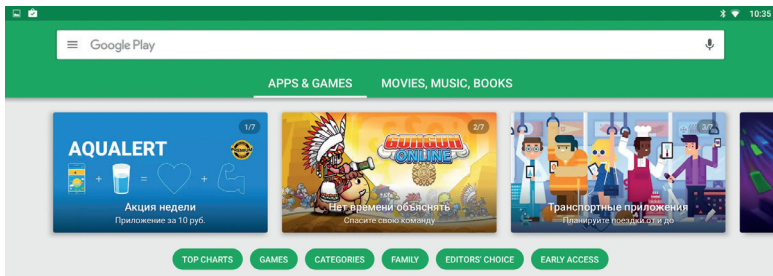 10:35
Google Play
APPS & GAMES MOVIES, MUSIC, BOOKS
1/7
AQUALERT
PREMIUM
+ = +
Акция недели
Приложение за 10 руб.
2/7
GUNGUN
ONLINE
Нет времени объяснять
Спасите свою команду
3/7
Транспортные приложения
Планируйте поездки от и до
TOP CHARTS GAMES CATEGORIES FAMILY EDITORS' CHOICE EARLY ACCESS